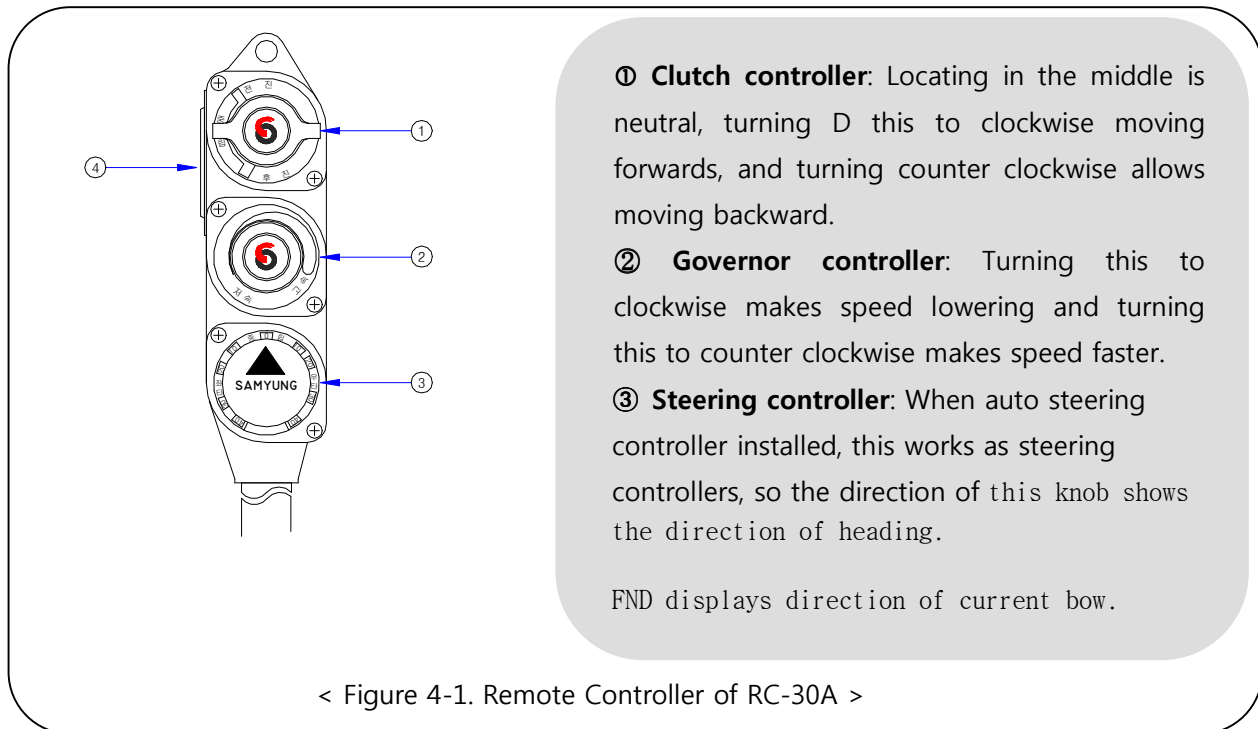 ① Clutch controller: Locating in the middle is
neutral, turning D this to clockwise moving
forwards, and turning counter clockwise allows
moving backward.
② Governor controller: Turning this to
clockwise makes speed lowering and turning
this to counter clockwise makes speed faster.
③ Steering controller: When auto steering
controller installed, this works as steering
controllers, so the direction of this knob shows
the direction of heading.
FND displays direction of current bow.
전 진
①
④
후 진
②
③
SAMYUNG
< Figure 4-1. Remote Controller of RC-30A >